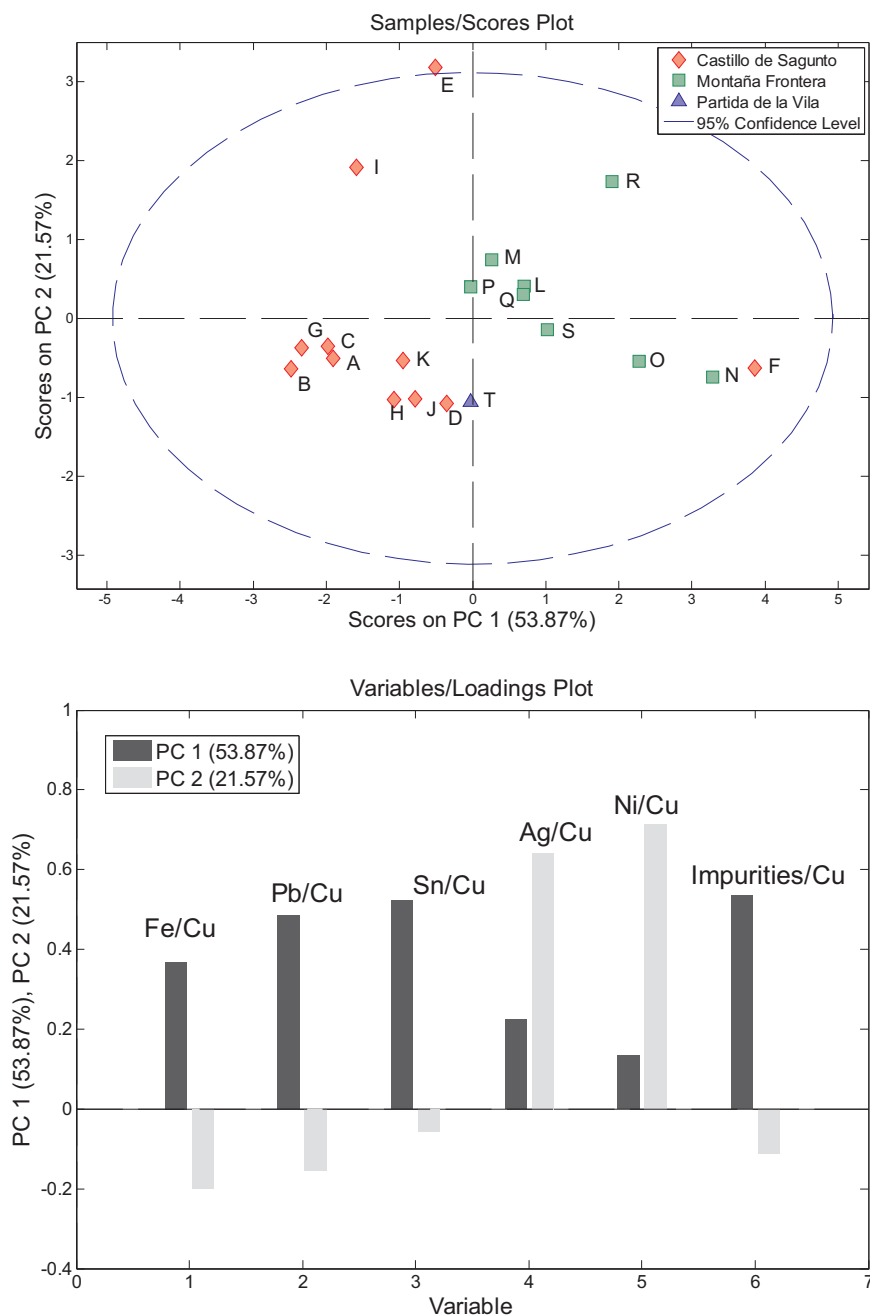 Samples/Scores Plot
Castillo de Sagunto
Montaña Frontera
Partida de la Vila
95% Confidence Level
3
2
1
0
-1
-2
-3
Scores on PC 2 (21.57%)
E
I
R
M
P
L
Q
S
G
C
A
B
K
H
J
D
T
O
N
F
-5 -4 -3 -2 -1 0 1 2 3 4 5
Scores on PC 1 (53.87%)
Variables/Loadings Plot
PC 1 (53.87%)
PC 2 (21.57%)
1
0.8
0.6
0.4
0.2
0
-0.2
-0.4
PC 1 (53.87%), PC 2 (21.57%)
Fe/Cu
Pb/Cu
Sn/Cu
Ag/Cu
Ni/Cu
Impurities/Cu
0 1 2 3 4 5 6 7
Variable